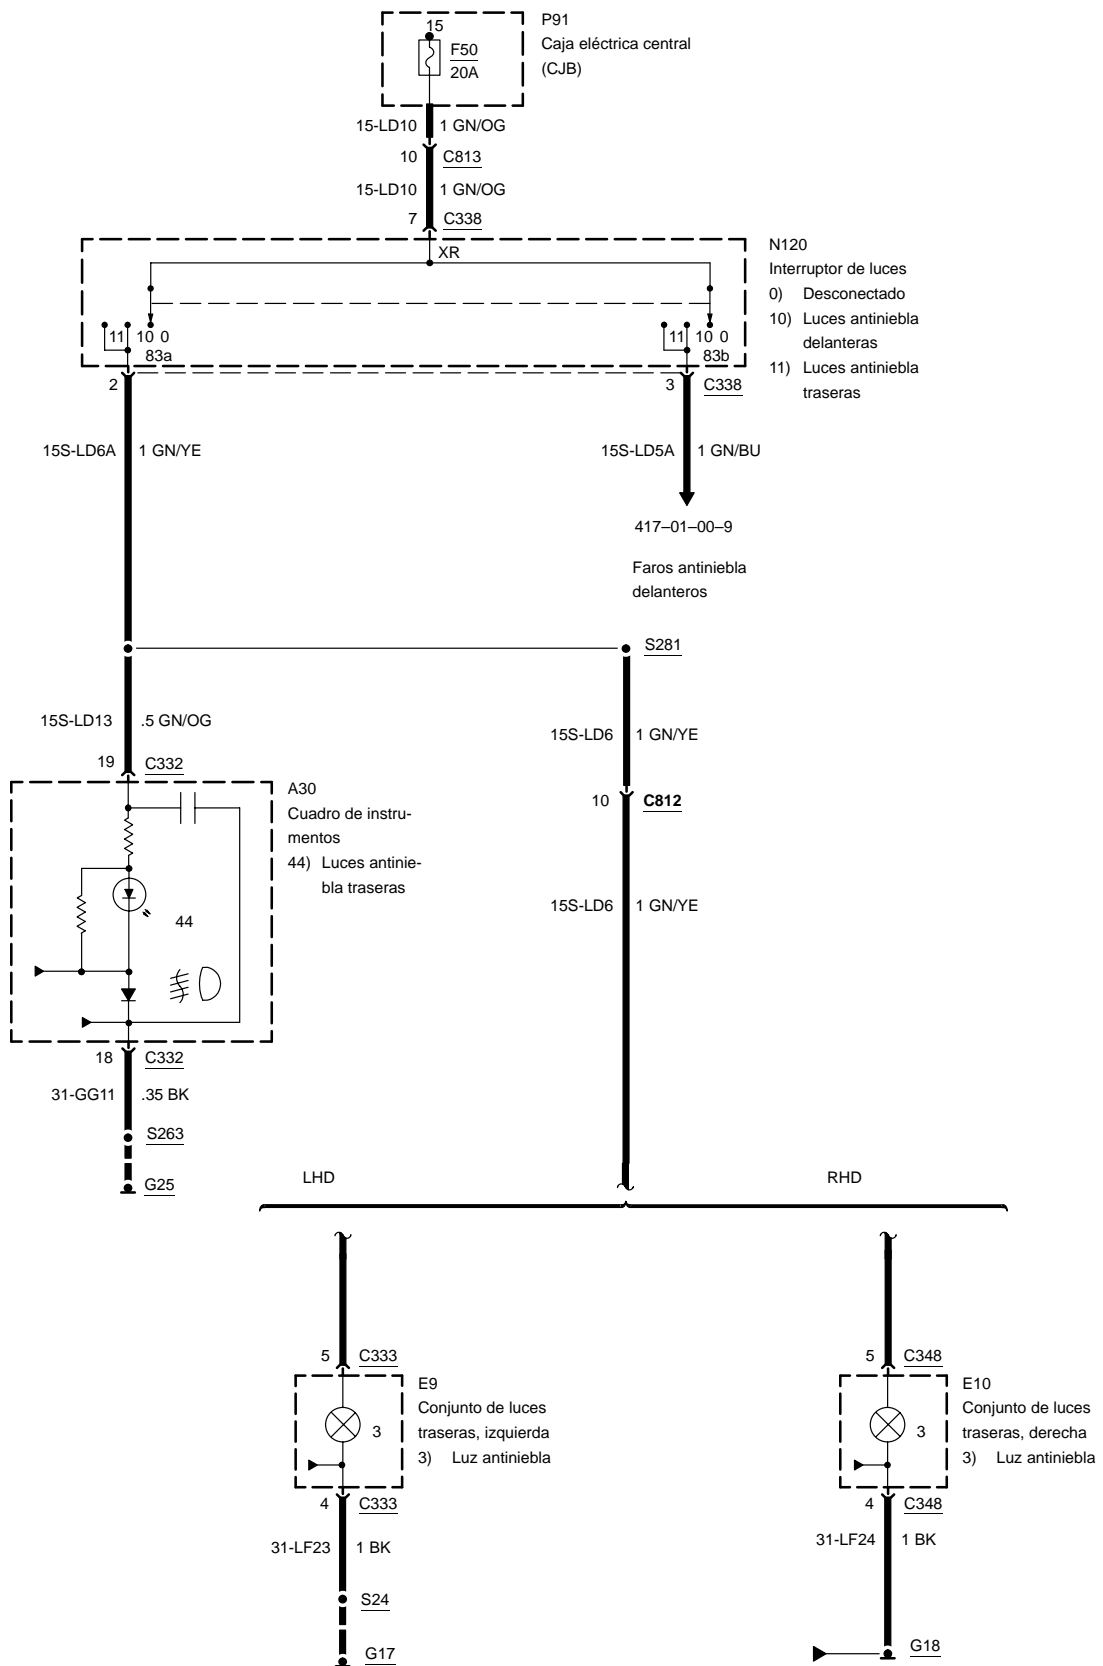 P91
Caja eléctrica central
(CJB)
15
F50
20A
15-LD10 1 GN/OG
10 C813
15-LD10 1 GN/OG
7 C338
XR
N120
Interruptor de luces
0) Desconectado
10) Luces antiniebla
delanteras
11) Luces antiniebla
traseras
11 10 0
83a
11 10 0
83b
2
3 C338
15S-LD6A 1 GN/YE
15S-LD5A 1 GN/BU
417–01–00–9
Faros antiniebla
delanteros
S281
15S-LD13 .5 GN/OG
15S-LD6 1 GN/YE
19 C332
10 C812
A30
Cuadro de instru-
mentos
44) Luces antinie-
bla traseras
44
15S-LD6 1 GN/YE
18 C332
31-GG11 .35 BK
S263
G25
LHD
RHD
5 C333
5 C348
E9
Conjunto de luces
traseras, izquierda
3) Luz antiniebla
3
E10
Conjunto de luces
traseras, derecha
3) Luz antiniebla
3
4 C333
4 C348
31-LF23 1 BK
31-LF24 1 BK
S24
G17
G18